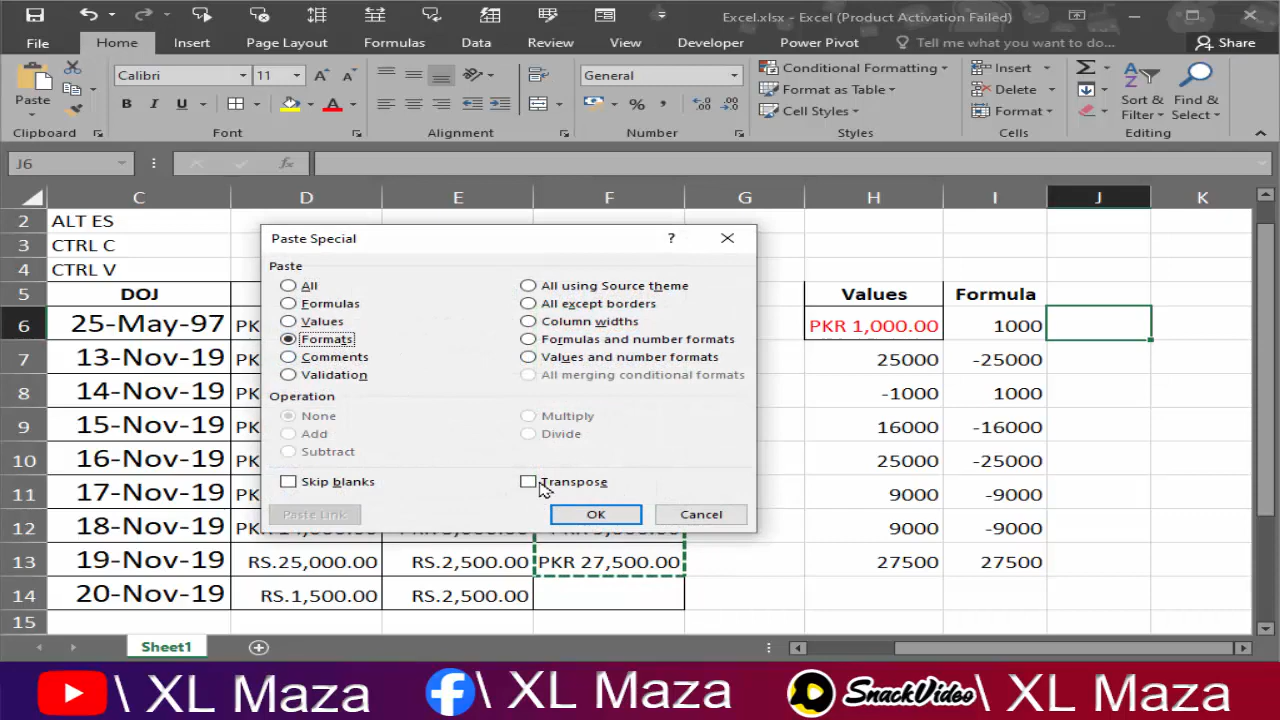 Excel.xlsx - Excel (Product Activation Failed)
File Home Insert Page Layout Formulas Data Review View Developer Power Pivot Tell me what you want to do... Share
Calibri 11 General Conditional Formatting Insert
Paste B I U % Format as Table Delete Sort & Find &
Cell Styles Format Filter Select
Clipboard Font Alignment Number Styles Cells Editing
J6 fx
C D E F G H I J K
2 ALT ES
3 CTRL C
4 CTRL V
5 DOJ Values Formula
6 25-May-97 PK PKR 1,000.00 1000
7 13-Nov-19 PK 25000 -25000
8 14-Nov-19 PK -1000 1000
9 15-Nov-19 PK 16000 -16000
10 16-Nov-19 PK 25000 -25000
11 17-Nov-19 PK 9000 -9000
12 18-Nov-19 9000 -9000
13 19-Nov-19 RS.25,000.00 RS.2,500.00 PKR 27,500.00 27500 27500
14 20-Nov-19 RS.1,500.00 RS.2,500.00
15
Paste Special ?
Paste
All All using Source theme
Formulas All except borders
Values Column widths
Formats Formulas and number formats
Comments Values and number formats
Validation All merging conditional formats
Operation
None Multiply
Add Divide
Subtract
Skip blanks Transpose
Paste Link OK Cancel
Sheet1
\ XL Maza \ XL Maza SnackVideo \ XL Maza